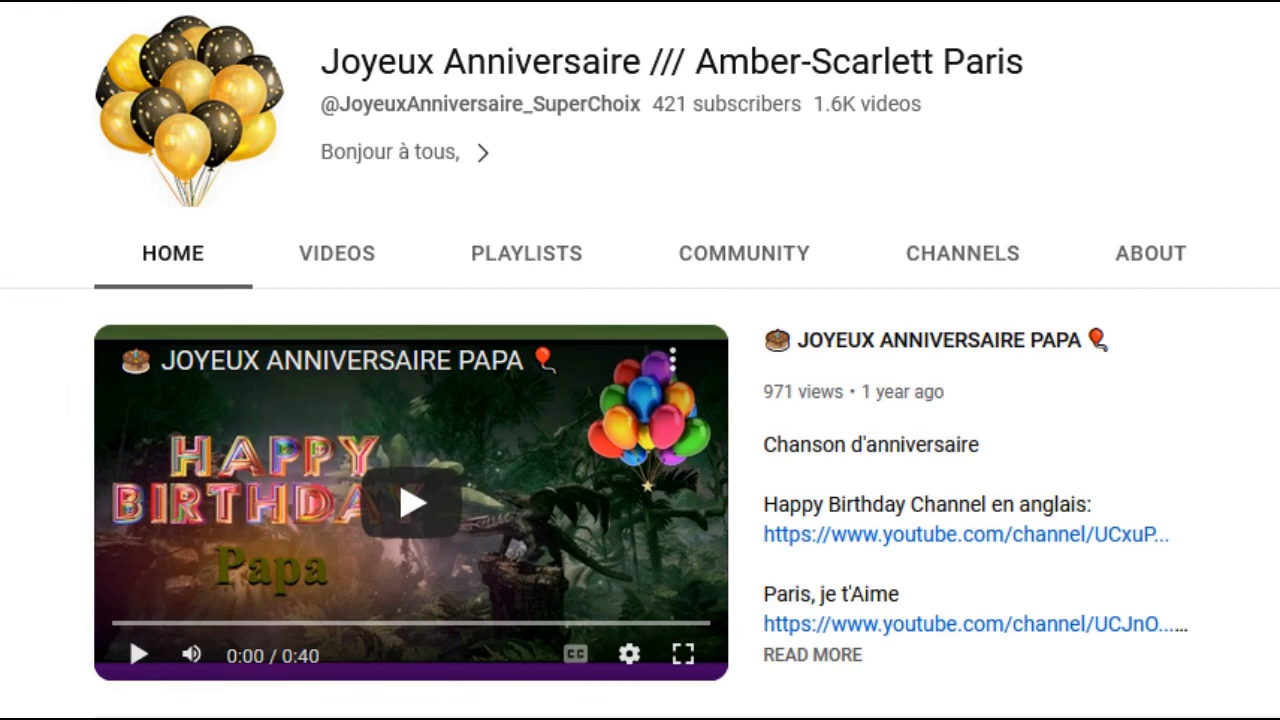 Joyeux Anniversaire /// Amber-Scarlett Paris
@JoyeuxAnniversaire_SuperChoix 421 subscribers 1.6K videos
Bonjour à tous,
HOME VIDEOS PLAYLISTS COMMUNITY CHANNELS ABOUT
JOYEUX ANNIVERSAIRE PAPA
HAPPY
BIRTHDAY
Papa
0:00 / 0:40
CC
JOYEUX ANNIVERSAIRE PAPA
971 views • 1 year ago
Chanson d'anniversaire
Happy Birthday Channel en anglais:
https://www.youtube.com/channel/UCxuP...
Paris, je t'Aime
https://www.youtube.com/channel/UCJnO......
READ MORE